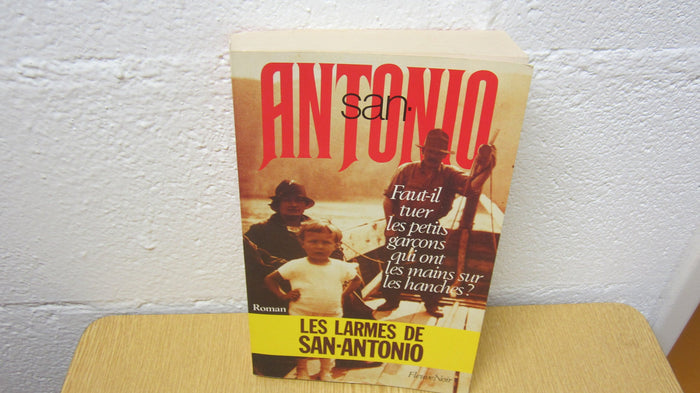 san-
ANTONIO
Faut-il
tuer
les petits
garçons
qui ont
les mains sur
les hanches?
Roman
LES LARMES DE
SAN-ANTONIO
Fleuve Noir